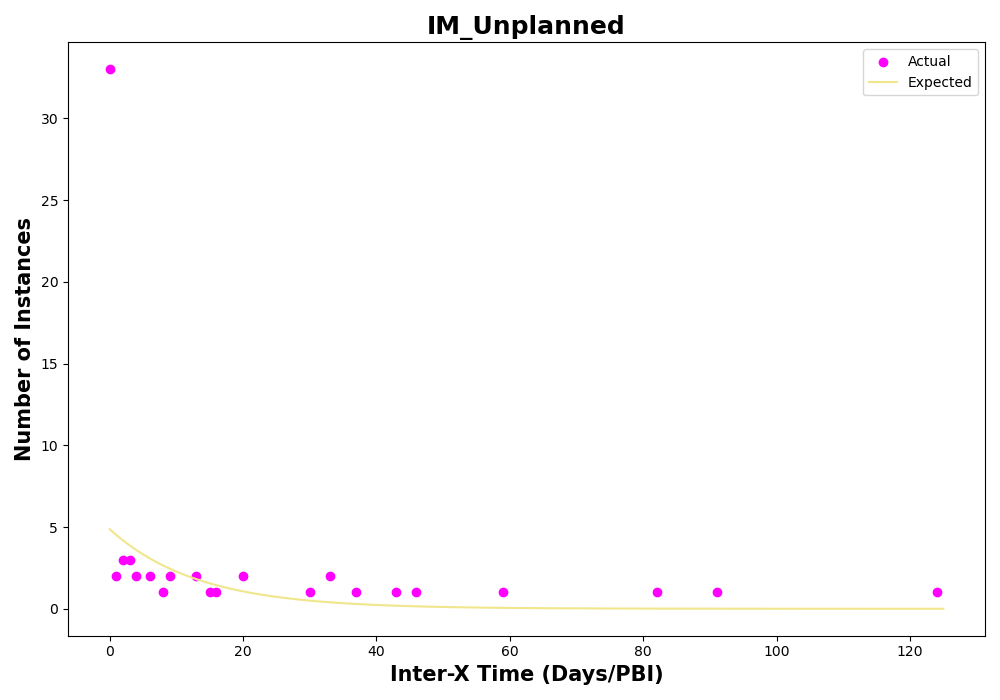 IM_Unplanned
Actual
Expected
Number of Instances
30
25
20
15
10
5
0
0 20 40 60 80 100 120
Inter-X Time (Days/PBI)